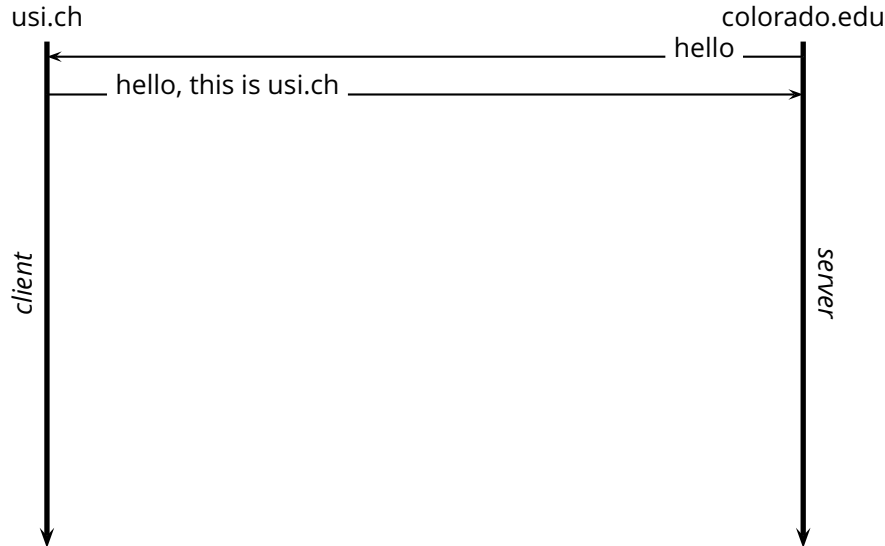 usi.ch
colorado.edu
hello
hello, this is usi.ch
client
server